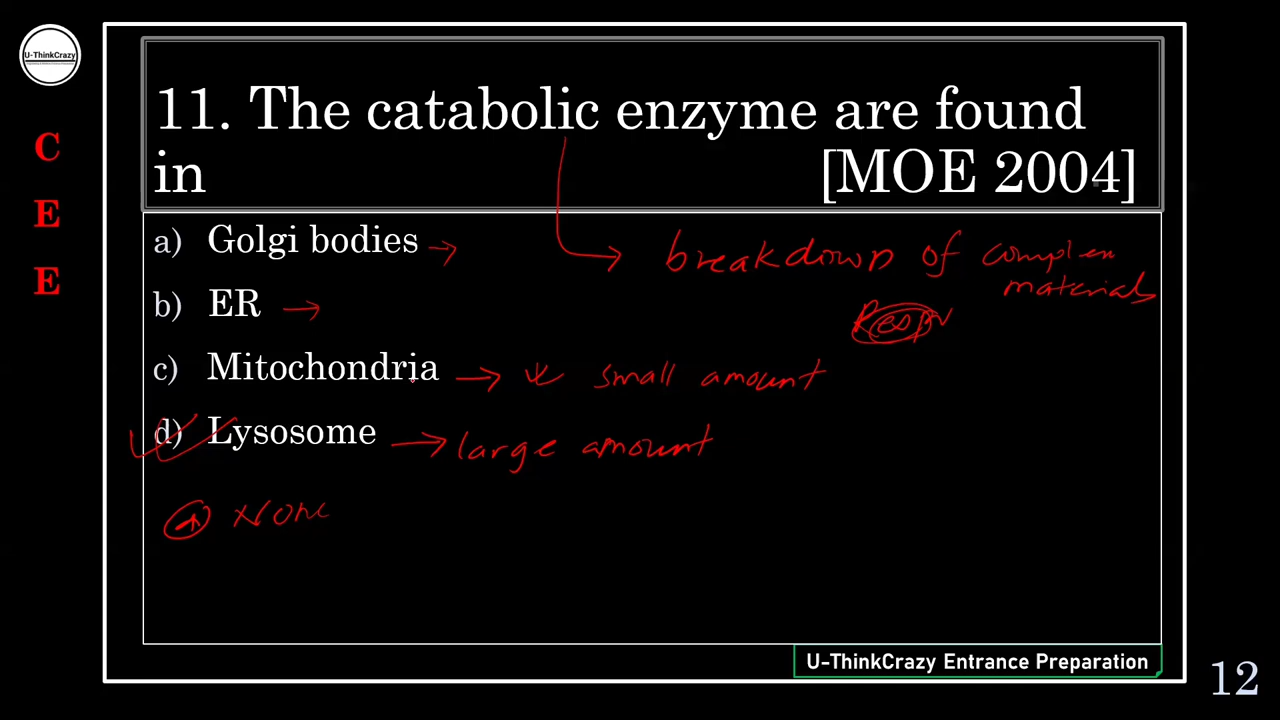 U-ThinkCrazy
C
E
E
11. The catabolic enzyme are found
in [MOE 2004]
a) Golgi bodies →
b) ER →
c) Mitochondria → small amount
d) Lysosome → large amount
→ breakdown of complex
materials
None
U-ThinkCrazy Entrance Preparation
12